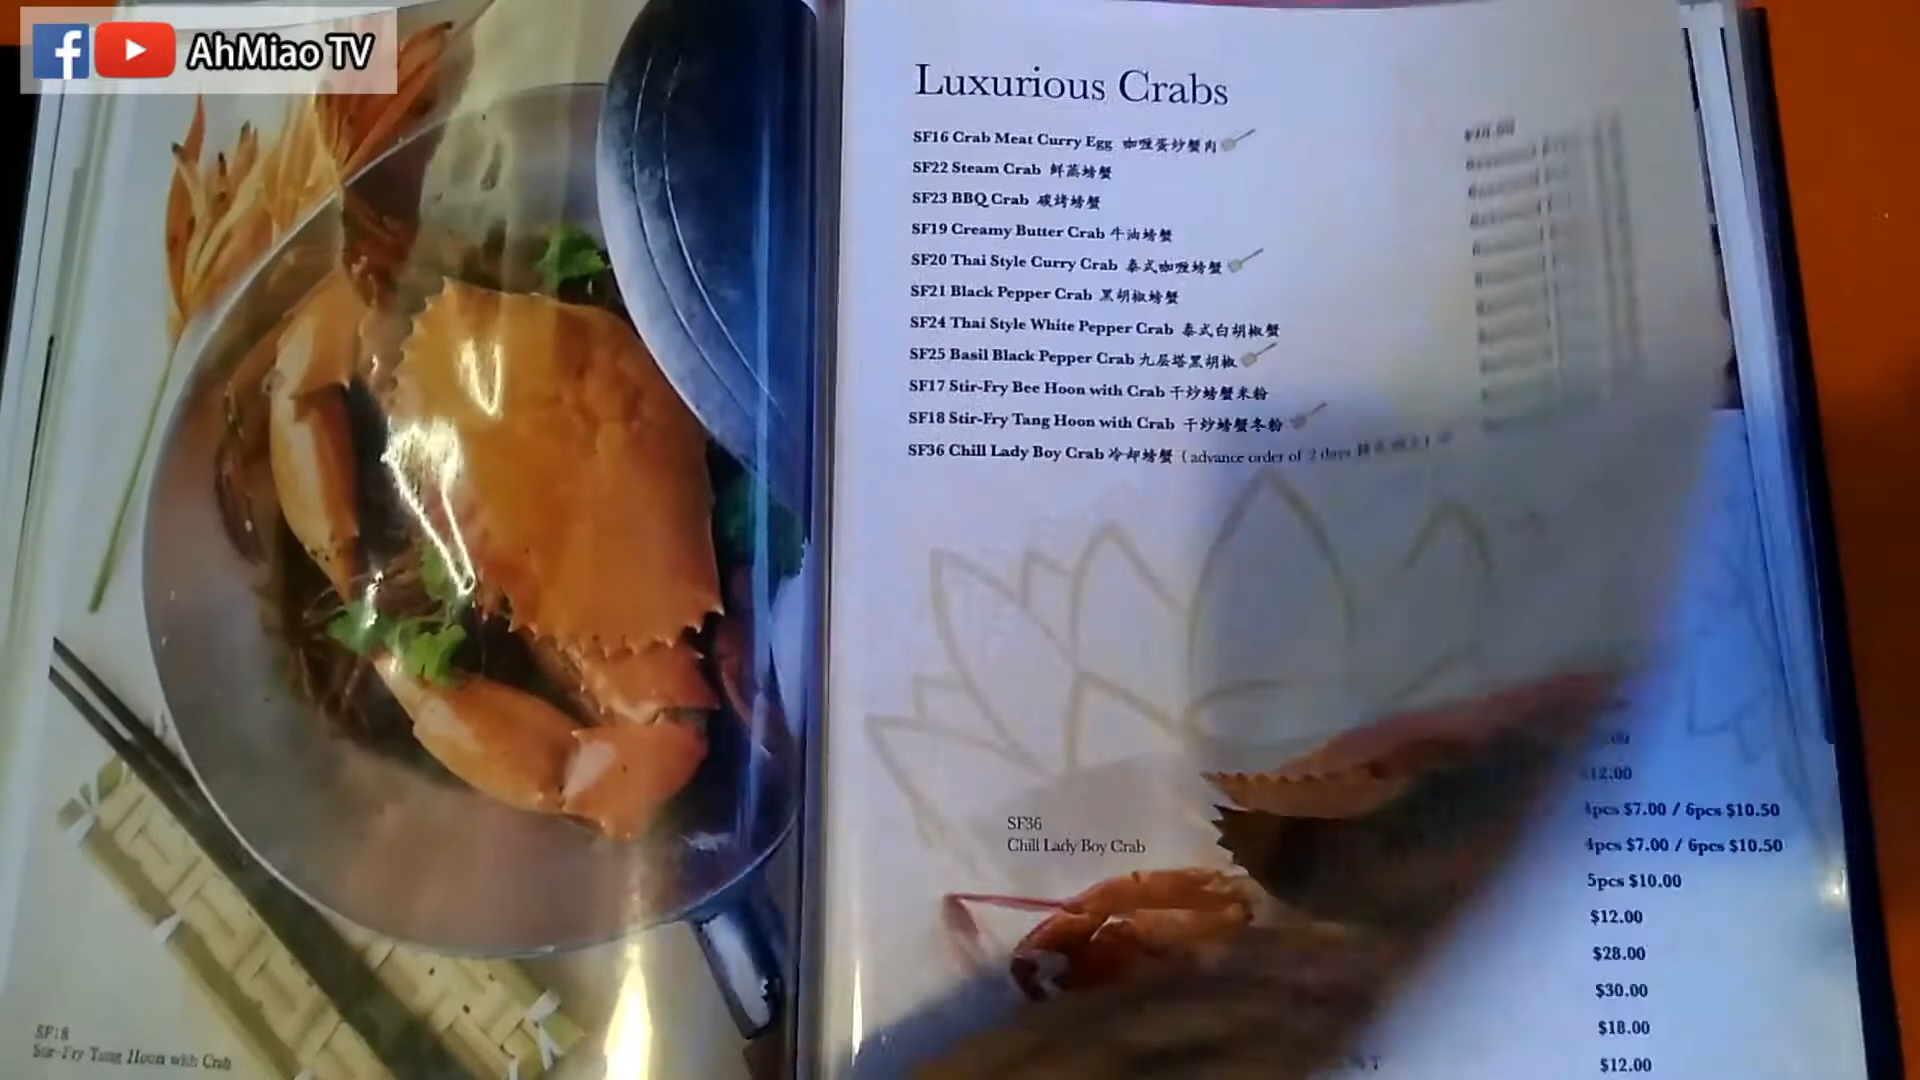 AhMiao TV
Luxurious Crabs
SF16 Crab Meat Curry Egg 咖喱蛋炒蟹肉
SF22 Steam Crab 鲜蒸螃蟹
SF23 BBQ Crab 碳烤螃蟹
SF19 Creamy Butter Crab 牛油螃蟹
SF20 Thai Style Curry Crab 泰式咖喱螃蟹
SF21 Black Pepper Crab 黑胡椒螃蟹
SF24 Thai Style White Pepper Crab 泰式白胡椒蟹
SF25 Basil Black Pepper Crab 九层塔黑胡椒
SF17 Stir-Fry Bee Hoon with Crab 干炒螃蟹米粉
SF18 Stir-Fry Tang Hoon with Crab 干炒螃蟹冬粉
SF36 Chill Lady Boy Crab 冷却螃蟹 ( advance order of 2 days
SF36
Chill Lady Boy Crab
$12.00
4pcs $7.00 / 6pcs $10.50
4pcs $7.00 / 6pcs $10.50
5pcs $10.00
$12.00
$28.00
$30.00
$18.00
$12.00
SF18
Stir-Fry Tang Hoon with Crab